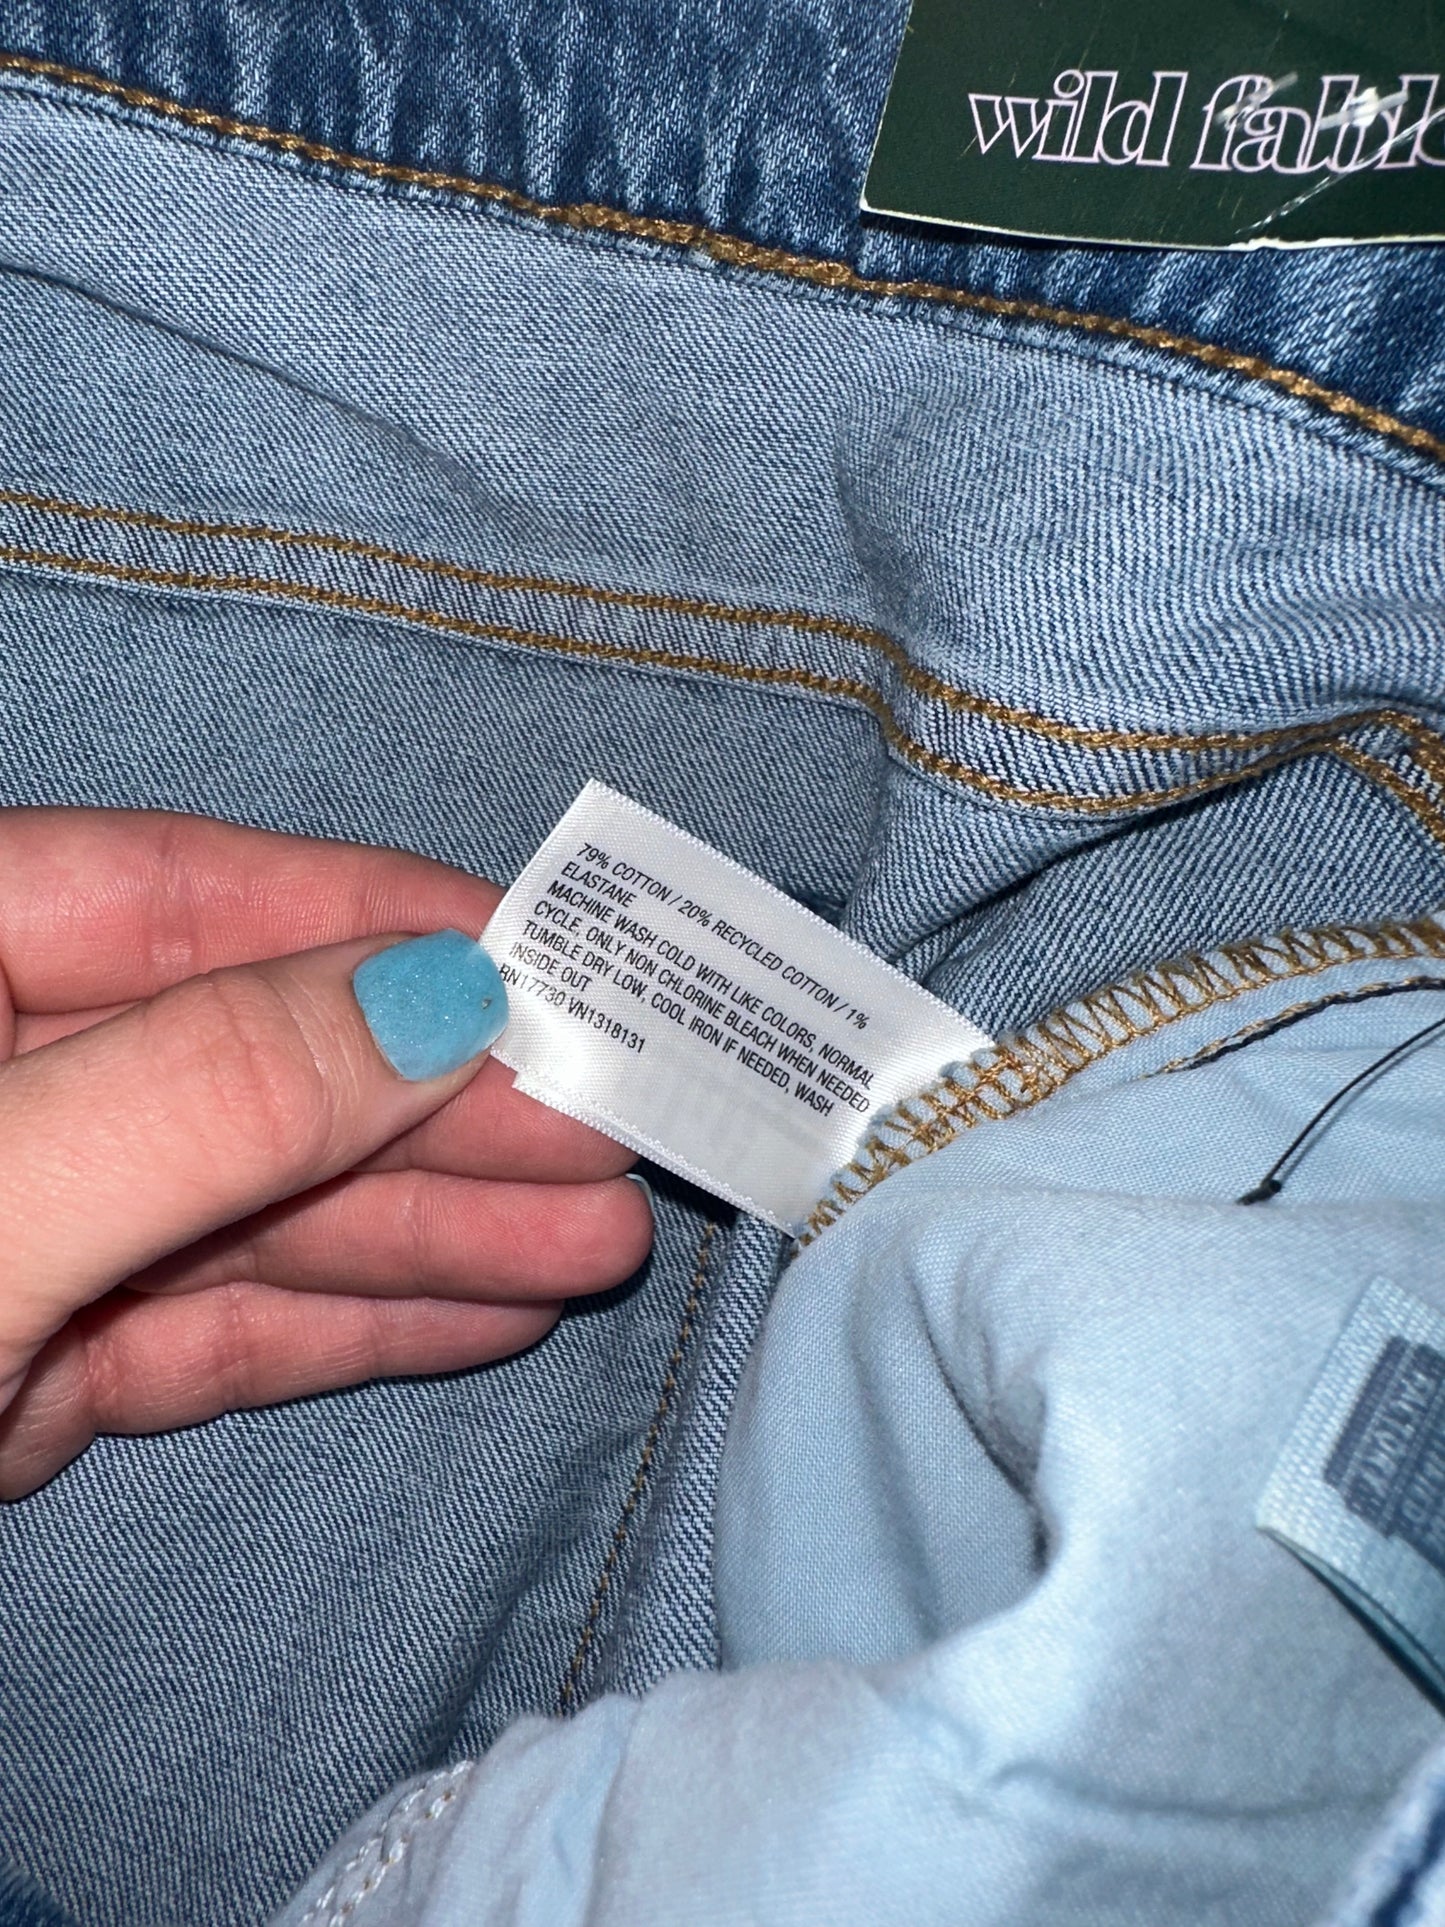 wild fable
79% COTTON / 20% RECYCLED COTTON / 1%
ELASTANE
MACHINE WASH COLD WITH LIKE COLORS, NORMAL
CYCLE, ONLY NON CHLORINE BLEACH WHEN NEEDED
TUMBLE DRY LOW, COOL IRON IF NEEDED, WASH
INSIDE OUT
RN17730 VN1318131